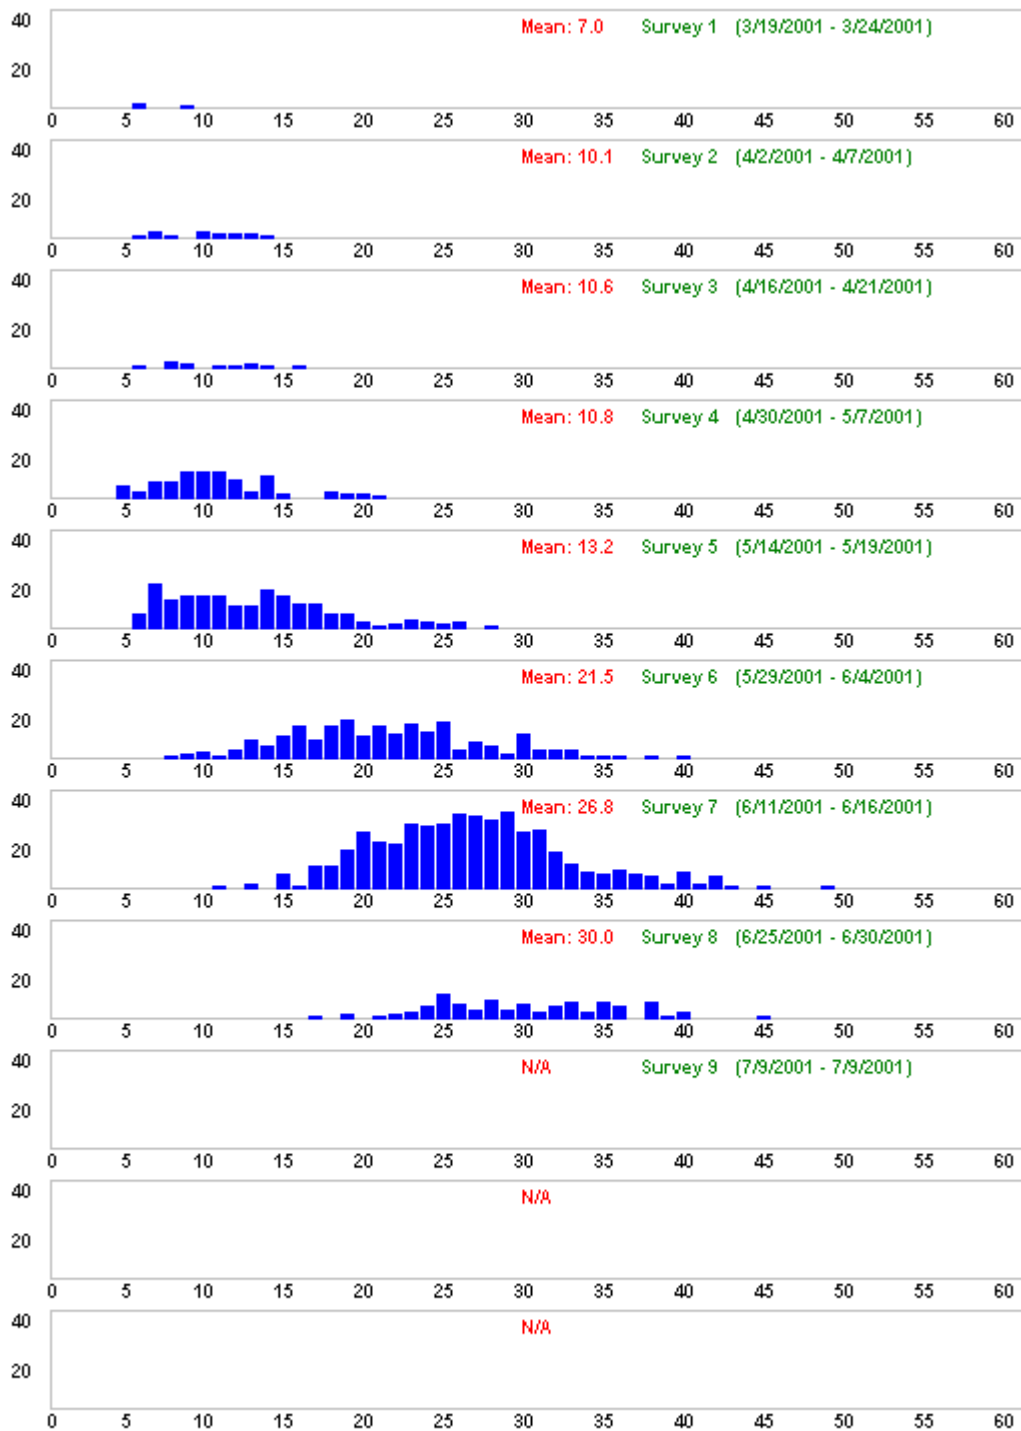 40 Mean: 7.0 Survey 1 (3/19/2001 - 3/24/2001)
20
0 5 10 15 20 25 30 35 40 45 50 55 60
40 Mean: 10.1 Survey 2 (4/2/2001 - 4/7/2001)
20
0 5 10 15 20 25 30 35 40 45 50 55 60
40 Mean: 10.6 Survey 3 (4/16/2001 - 4/21/2001)
20
0 5 10 15 20 25 30 35 40 45 50 55 60
40 Mean: 10.8 Survey 4 (4/30/2001 - 5/7/2001)
20
0 5 10 15 20 25 30 35 40 45 50 55 60
40 Mean: 13.2 Survey 5 (5/14/2001 - 5/19/2001)
20
0 5 10 15 20 25 30 35 40 45 50 55 60
40 Mean: 21.5 Survey 6 (5/29/2001 - 6/4/2001)
20
0 5 10 15 20 25 30 35 40 45 50 55 60
40 Mean: 26.8 Survey 7 (6/11/2001 - 6/16/2001)
20
0 5 10 15 20 25 30 35 40 45 50 55 60
40 Mean: 30.0 Survey 8 (6/25/2001 - 6/30/2001)
20
0 5 10 15 20 25 30 35 40 45 50 55 60
40 N/A Survey 9 (7/9/2001 - 7/9/2001)
20
0 5 10 15 20 25 30 35 40 45 50 55 60
40 N/A
20
0 5 10 15 20 25 30 35 40 45 50 55 60
40 N/A
20
0 5 10 15 20 25 30 35 40 45 50 55 60